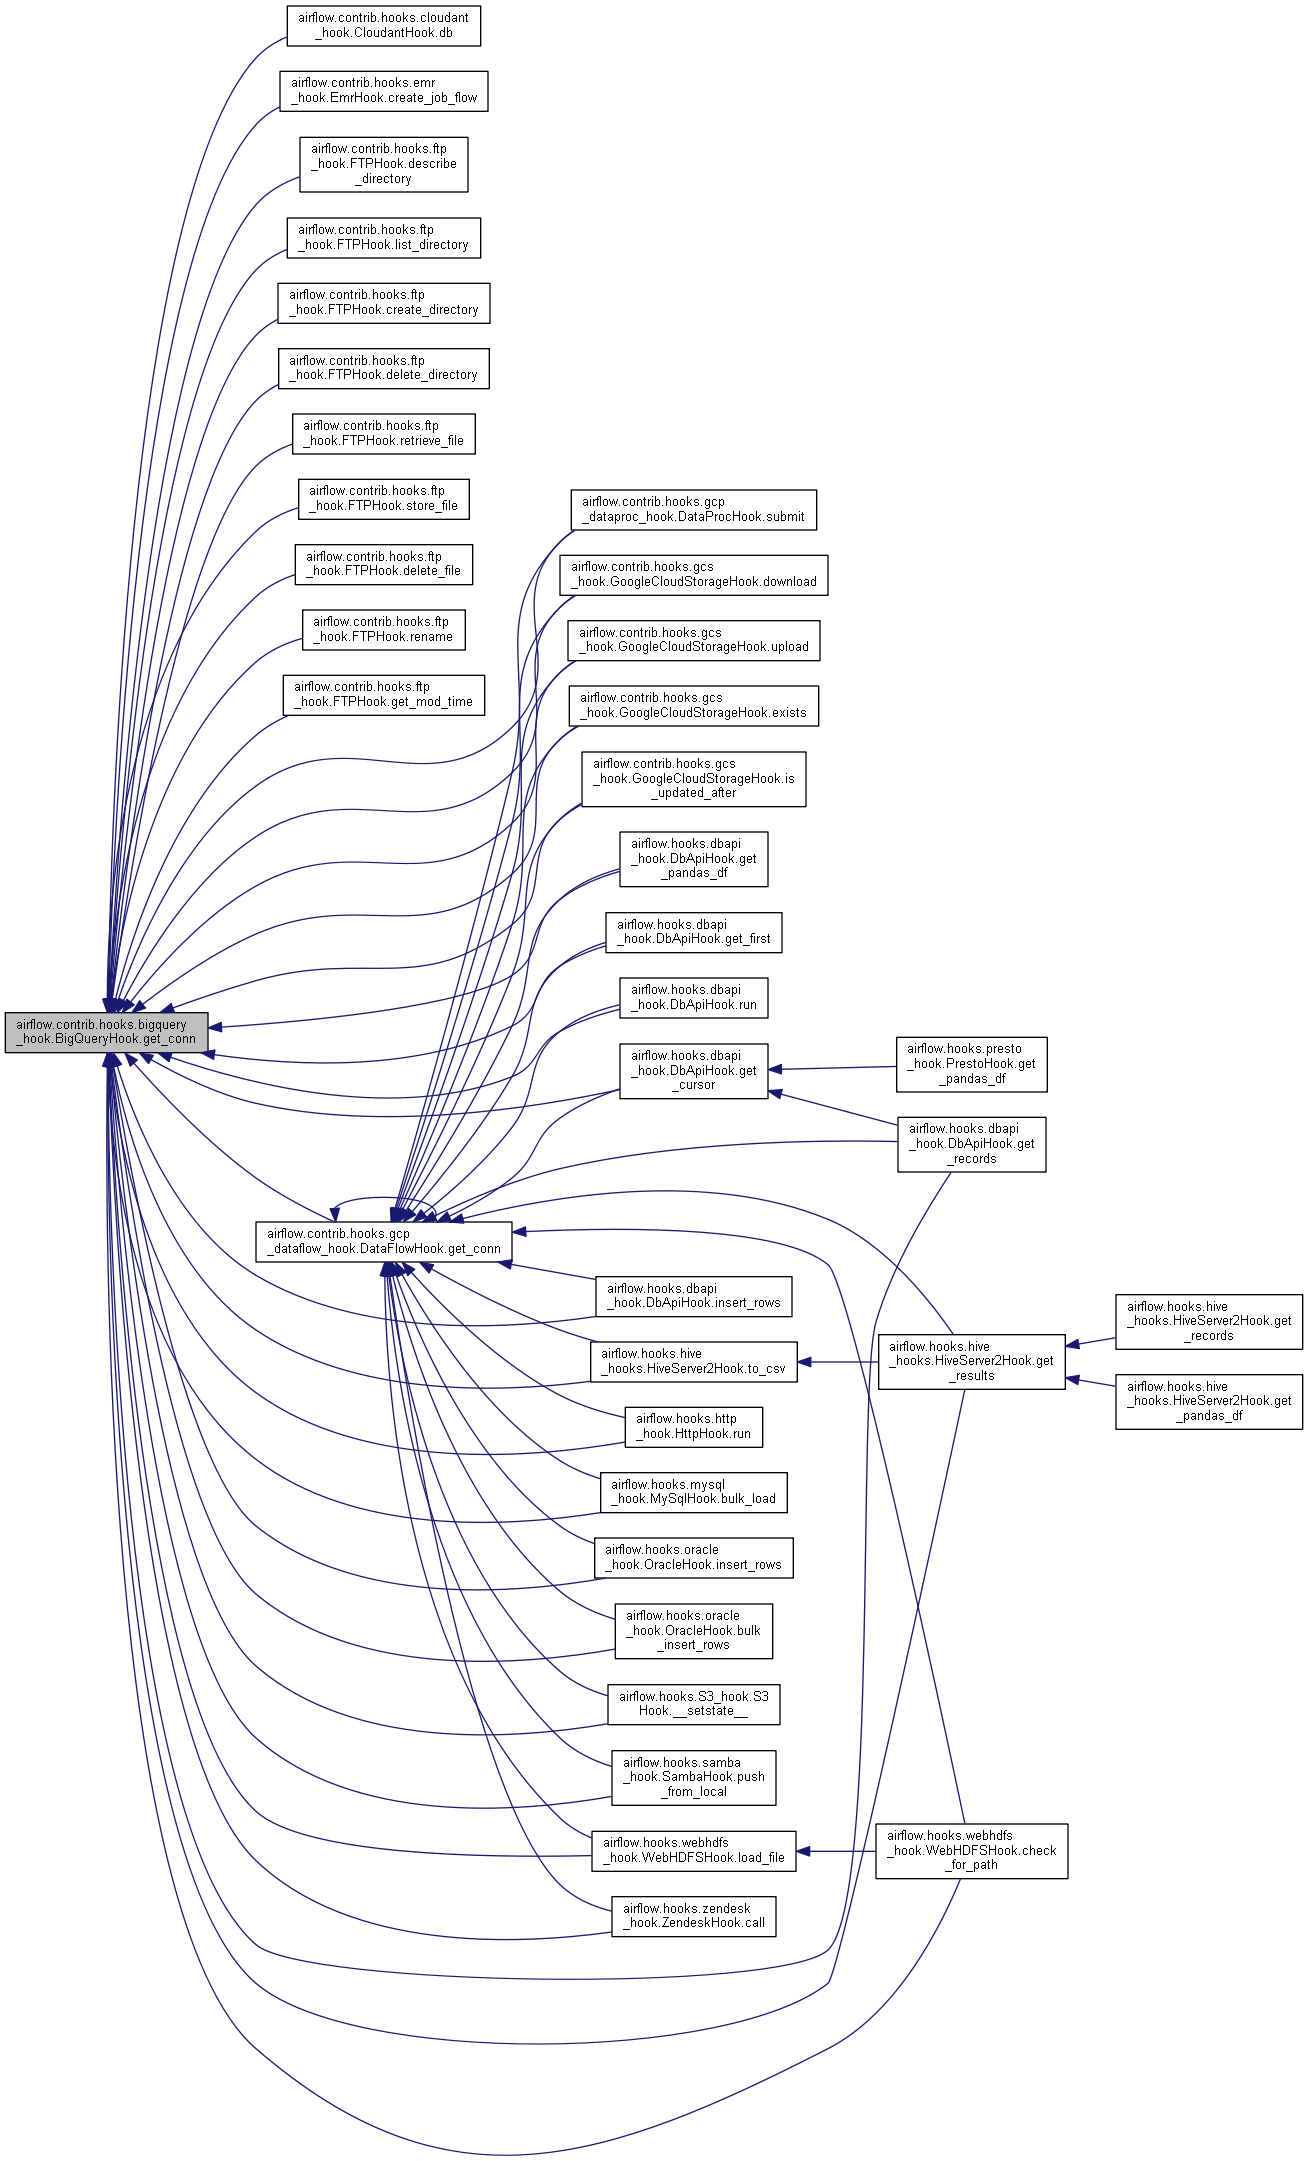 airflow.contrib.hooks.cloudant
_hook.CloudantHook.db
airflow.contrib.hooks.emr
_hook.EmrHook.create_job_flow
airflow.contrib.hooks.ftp
_hook.FTPHook.describe
_directory
airflow.contrib.hooks.ftp
_hook.FTPHook.list_directory
airflow.contrib.hooks.ftp
_hook.FTPHook.create_directory
airflow.contrib.hooks.ftp
_hook.FTPHook.delete_directory
airflow.contrib.hooks.ftp
_hook.FTPHook.retrieve_file
airflow.contrib.hooks.ftp
_hook.FTPHook.store_file
airflow.contrib.hooks.ftp
_hook.FTPHook.delete_file
airflow.contrib.hooks.ftp
_hook.FTPHook.rename
airflow.contrib.hooks.ftp
_hook.FTPHook.get_mod_time
airflow.contrib.hooks.gcp
_dataproc_hook.DataProcHook.submit
airflow.contrib.hooks.gcs
_hook.GoogleCloudStorageHook.download
airflow.contrib.hooks.gcs
_hook.GoogleCloudStorageHook.upload
airflow.contrib.hooks.gcs
_hook.GoogleCloudStorageHook.exists
airflow.contrib.hooks.gcs
_hook.GoogleCloudStorageHook.is
_updated_after
airflow.hooks.dbapi
_hook.DbApiHook.get
_pandas_df
airflow.hooks.dbapi
_hook.DbApiHook.get_first
airflow.hooks.dbapi
_hook.DbApiHook.run
airflow.contrib.hooks.bigquery
_hook.BigQueryHook.get_conn
airflow.hooks.dbapi
_hook.DbApiHook.get
_cursor
airflow.hooks.presto
_hook.PrestoHook.get
_pandas_df
airflow.hooks.dbapi
_hook.DbApiHook.get
_records
airflow.contrib.hooks.gcp
_dataflow_hook.DataFlowHook.get_conn
airflow.hooks.dbapi
_hook.DbApiHook.insert_rows
airflow.hooks.hive
_hooks.HiveServer2Hook.to_csv
airflow.hooks.hive
_hooks.HiveServer2Hook.get
_results
airflow.hooks.hive
_hooks.HiveServer2Hook.get
_records
airflow.hooks.hive
_hooks.HiveServer2Hook.get
_pandas_df
airflow.hooks.http
_hook.HttpHook.run
airflow.hooks.mysql
_hook.MySqlHook.bulk_load
airflow.hooks.oracle
_hook.OracleHook.insert_rows
airflow.hooks.oracle
_hook.OracleHook.bulk
_insert_rows
airflow.hooks.S3_hook.S3
Hook.__setstate__
airflow.hooks.samba
_hook.SambaHook.push
_from_local
airflow.hooks.webhdfs
_hook.WebHDFSHook.load_file
airflow.hooks.webhdfs
_hook.WebHDFSHook.check
_for_path
airflow.hooks.zendesk
_hook.ZendeskHook.call